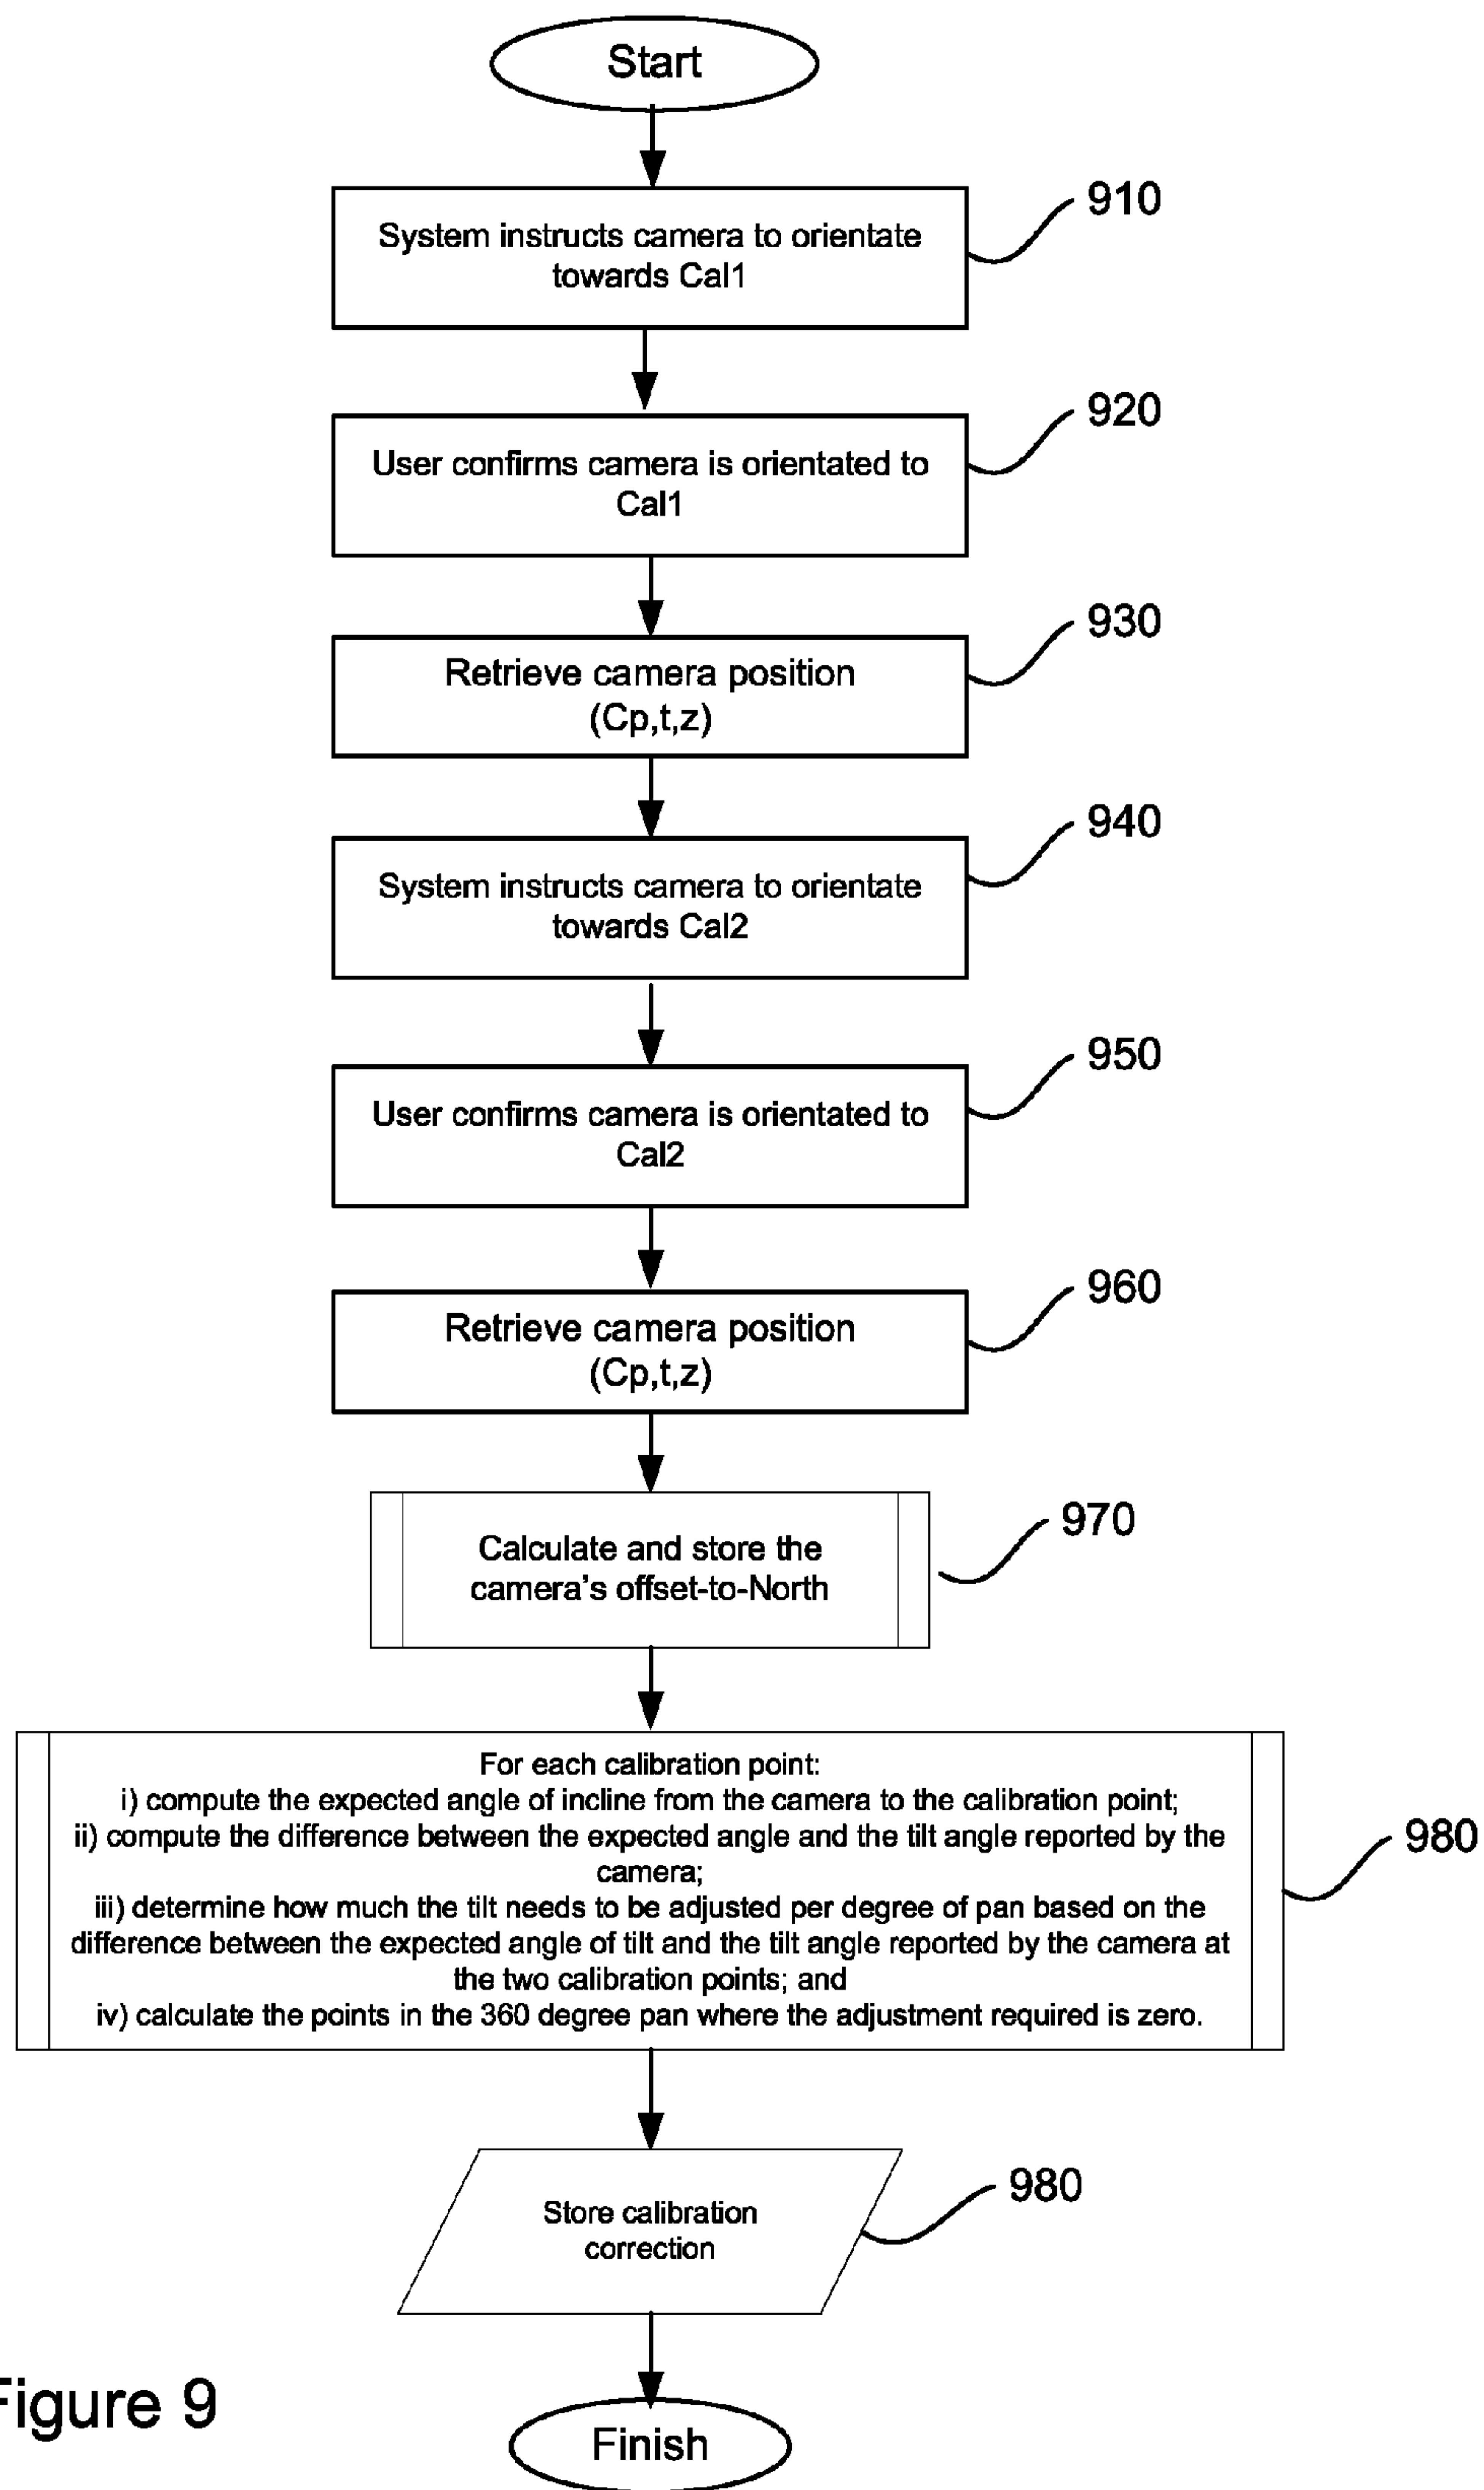 Start
System instructs camera to orientate
towards Cal1
910
User confirms camera is orientated to
Cal1
920
Retrieve camera position
(Cp,t,z)
930
System instructs camera to orientate
towards Cal2
940
User confirms camera is orientated to
Cal2
950
Retrieve camera position
(Cp,t,z)
960
Calculate and store the
camera's offset-to-North
970
For each calibration point:
i) compute the expected angle of incline from the camera to the calibration point;
ii) compute the difference between the expected angle and the tilt angle reported by the
camera;
iii) determine how much the tilt needs to be adjusted per degree of pan based on the
difference between the expected angle of tilt and the tilt angle reported by the camera at
the two calibration points; and
iv) calculate the points in the 360 degree pan where the adjustment required is zero.
980
Store calibration
correction
980
Finish
Figure 9